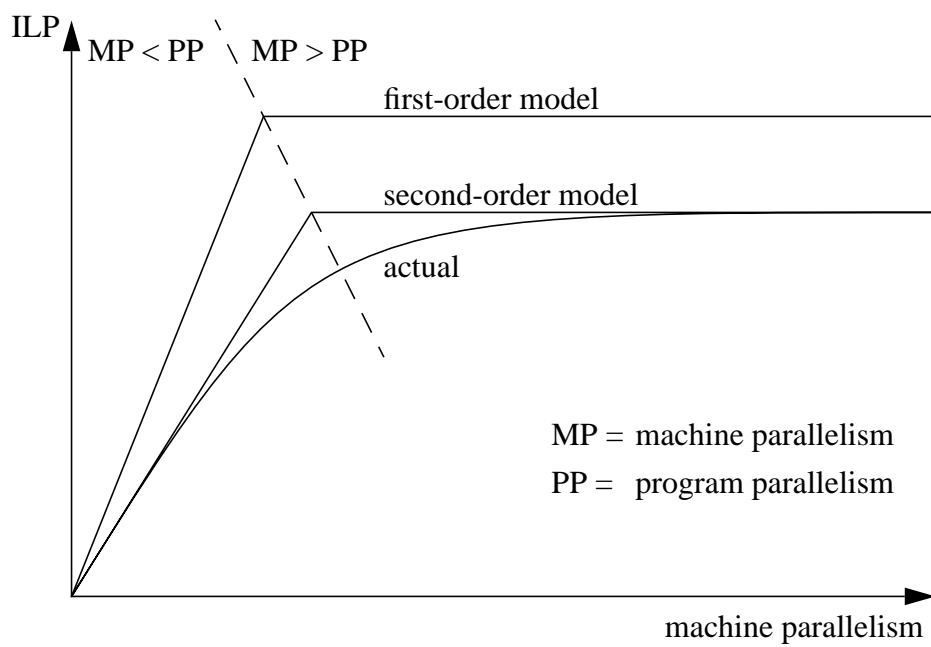 ILP
MP < PP
MP > PP
first-order model
second-order model
actual
MP = machine parallelism
PP = program parallelism
machine parallelism